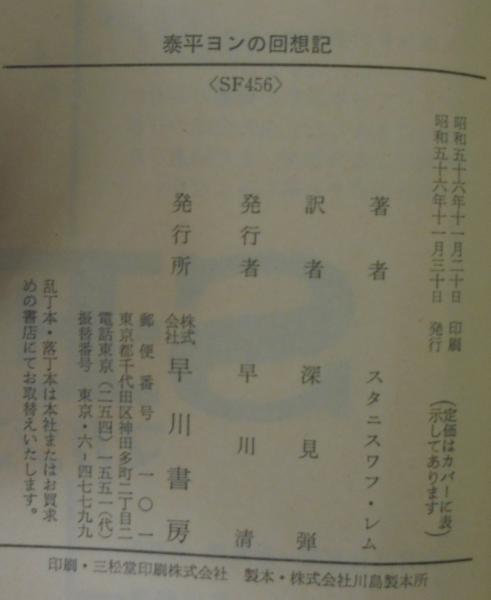 泰平ヨンの回想記
〈SF456〉
昭和五十六年十一月二十日　印刷
昭和五十六年十一月三十日　発行
（定価はカバーに表
示してあります）
著者　スタニスワフ・レム
訳者　深見弾
発行者　早川清
発行所　株式会社早川書房
郵便番号　一〇一
東京都千代田区神田多町二丁目二
電話東京（二五四）一五五一（代）
振替番号　東京・六－四七七九九
乱丁本・落丁本は本社またはお買求
めの書店にてお取替えいたします。
印刷・三松堂印刷株式会社　製本・株式会社川島製本所